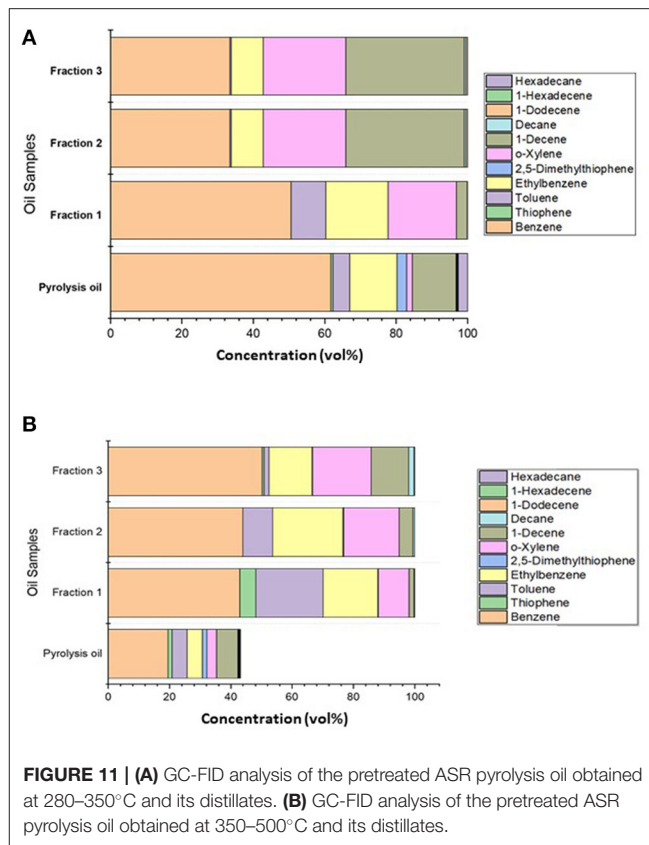 A
Oil Samples
Fraction 3
Fraction 2
Fraction 1
Pyrolysis oil
0 20 40 60 80 100
Concentration (vol%)
Hexadecane
1-Hexadecene
1-Dodecene
Decane
1-Decene
o-Xylene
2,5-Dimethylthiophene
Ethylbenzene
Toluene
Thiophene
Benzene
B
Oil Samples
Fraction 3
Fraction 2
Fraction 1
Pyrolysis oil
0 20 40 60 80 100
Concentration (vol%)
Hexadecane
1-Hexadecene
1-Dodecene
Decane
1-Decene
o-Xylene
2,5-Dimethylthiophene
Ethylbenzene
Toluene
Thiophene
Benzene
FIGURE 11 | (A) GC-FID analysis of the pretreated ASR pyrolysis oil obtained
at 280–350°C and its distillates. (B) GC-FID analysis of the pretreated ASR
pyrolysis oil obtained at 350–500°C and its distillates.